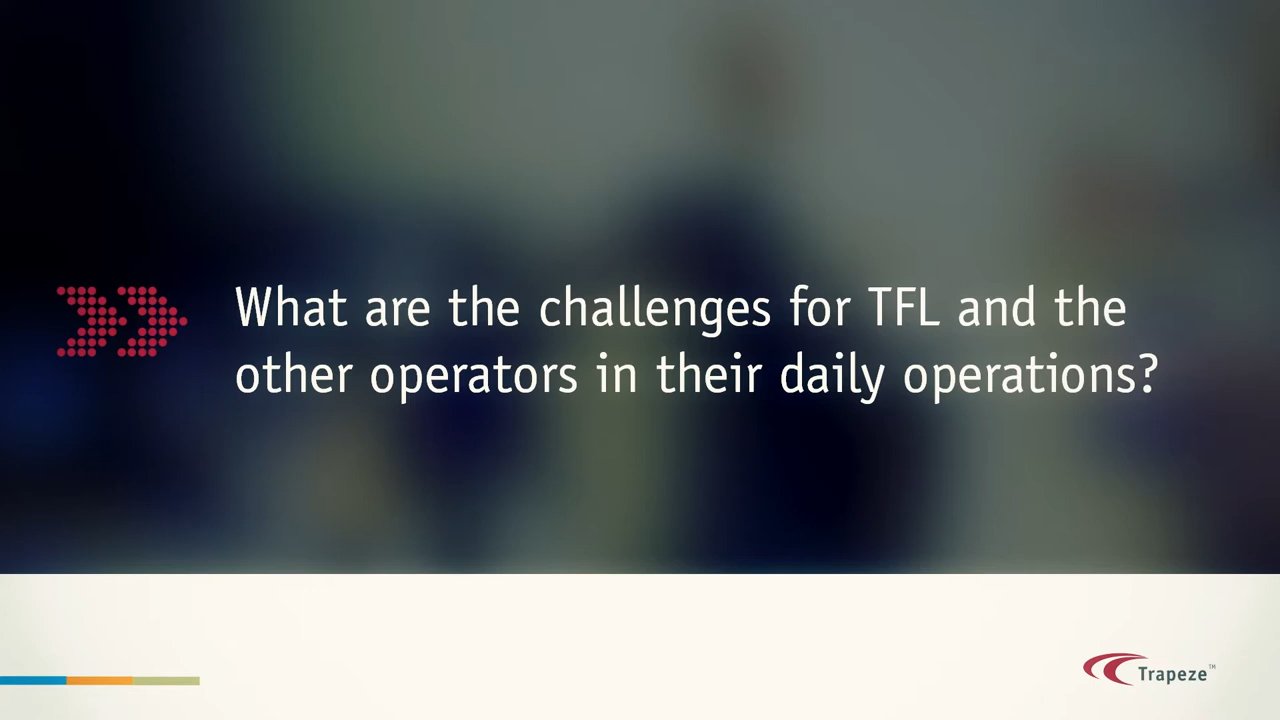 What are the challenges for TFL and the
other operators in their daily operations?
Trapeze™